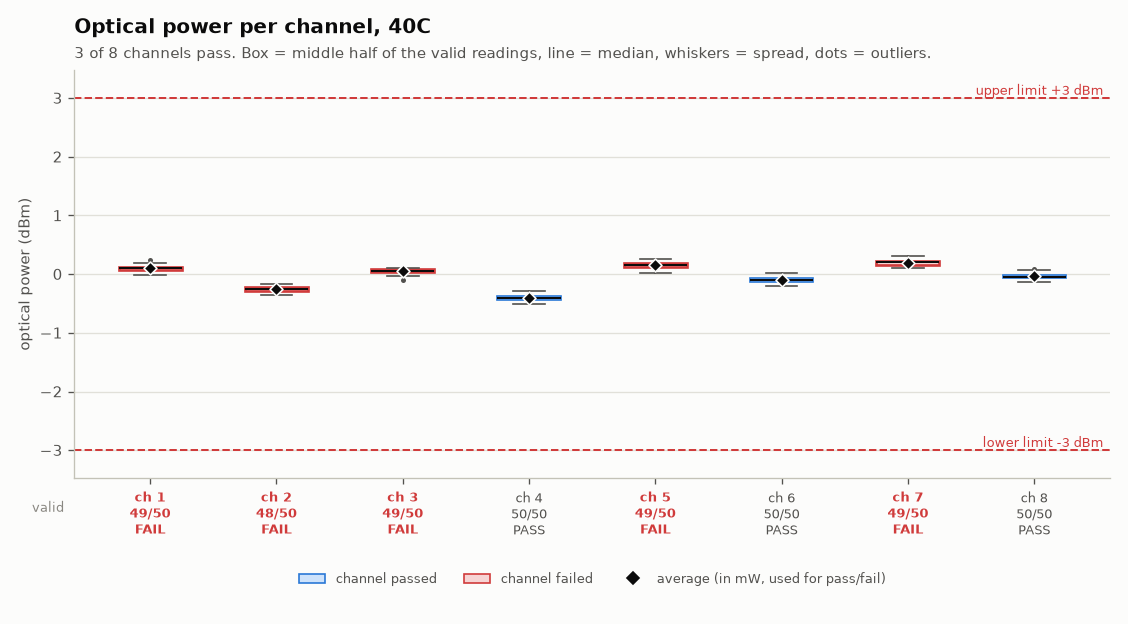 Optical power per channel, 40C
3 of 8 channels pass. Box = middle half of the valid readings, line = median, whiskers = spread, dots = outliers.
upper limit +3 dBm
3
2
1
0
−1
−2
−3
optical power (dBm)
lower limit -3 dBm
valid
ch 1
49/50
FAIL
ch 2
48/50
FAIL
ch 3
49/50
FAIL
ch 4
50/50
PASS
ch 5
49/50
FAIL
ch 6
50/50
PASS
ch 7
49/50
FAIL
ch 8
50/50
PASS
channel passed
channel failed
average (in mW, used for pass/fail)